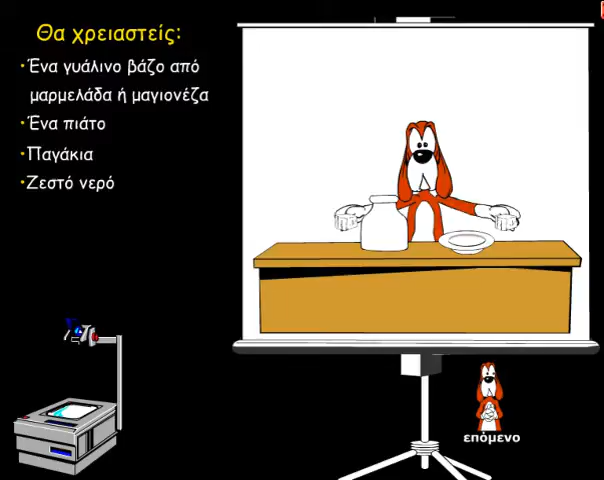 Θα χρειαστείς:
·Ένα γυάλινο βάζο από
μαρμελάδα ή μαγιονέζα
·Ένα πιάτο
·Παγάκια
·Ζεστό νερό
επόμενο